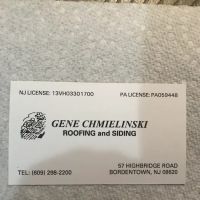 NJ LICENSE: 13VH03301700 PA LICENSE: PA059448
GENE CHMIELINSKI
ROOFING and SIDING
57 HIGHBRIDGE ROAD
TEL: (609) 298-2200 BORDENTOWN, NJ 08620